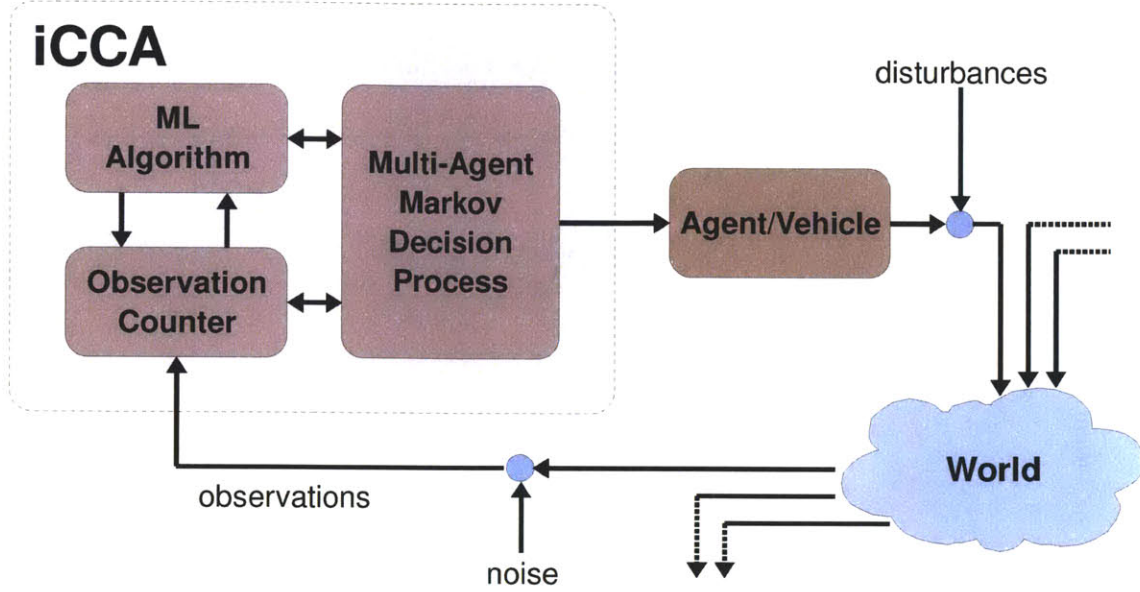 iCCA
ML
Algorithm
Observation
Counter
Multi-Agent
Markov
Decision
Process
Agent/Vehicle
disturbances
World
observations
noise